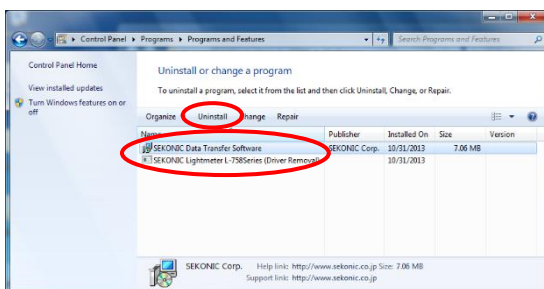 Control Panel ▸ Programs ▸ Programs and Features
Search Programs and Features
Control Panel Home
View installed updates
Turn Windows features on or
off
Uninstall or change a program
To uninstall a program, select it from the list and then click Uninstall, Change, or Repair.
Organize Uninstall Change Repair
Name Publisher Installed On Size Version
SEKONIC Data Transfer Software SEKONIC Corp. 10/31/2013 7.06 MB
SEKONIC Lightmeter L-758Series (Driver Removal) 10/31/2013
SEKONIC Corp. Help link: http://www.sekonic.co.jp Size: 7.06 MB
Support link: http://www.sekonic.co.jp